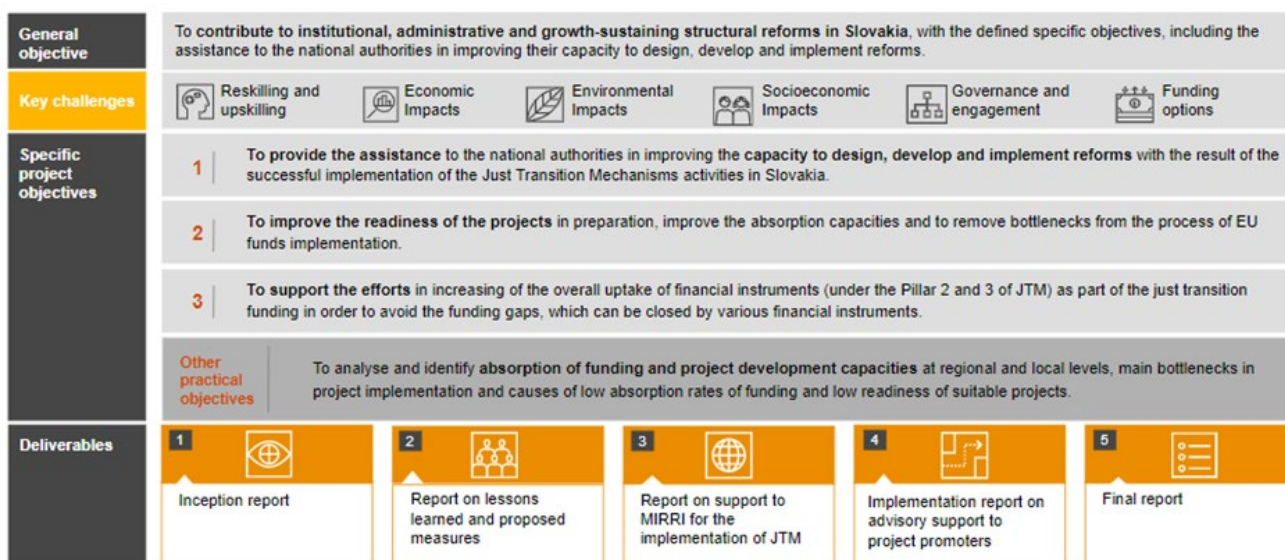 General
objective
To contribute to institutional, administrative and growth-sustaining structural reforms in Slovakia, with the defined specific objectives, including the
assistance to the national authorities in improving their capacity to design, develop and implement reforms.
Key challenges
Reskilling and
upskilling
Economic
Impacts
Environmental
Impacts
Socioeconomic
Impacts
Governance and
engagement
Funding
options
Specific
project
objectives
1
To provide the assistance to the national authorities in improving the capacity to design, develop and implement reforms with the result of the
successful implementation of the Just Transition Mechanisms activities in Slovakia.
2
To improve the readiness of the projects in preparation, improve the absorption capacities and to remove bottlenecks from the process of EU
funds implementation.
3
To support the efforts in increasing of the overall uptake of financial instruments (under the Pillar 2 and 3 of JTM) as part of the just transition
funding in order to avoid the funding gaps, which can be closed by various financial instruments.
Other
practical
objectives
To analyse and identify absorption of funding and project development capacities at regional and local levels, main bottlenecks in
project implementation and causes of low absorption rates of funding and low readiness of suitable projects.
Deliverables
1
Inception report
2
Report on lessons
learned and proposed
measures
3
Report on support to
MIRRI for the
implementation of JTM
4
Implementation report on
advisory support to
project promoters
5
Final report